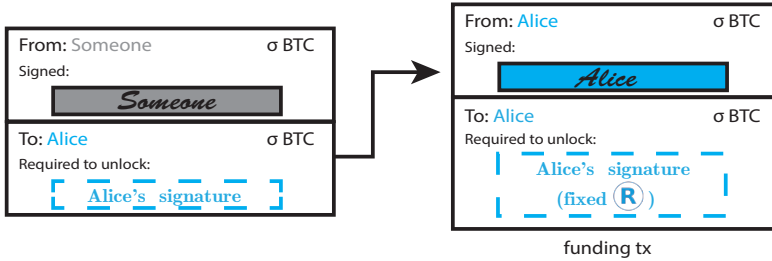 From: Someone σ BTC
Signed:
Someone
To: Alice σ BTC
Required to unlock:
Alice's signature
From: Alice σ BTC
Signed:
Alice
To: Alice σ BTC
Required to unlock:
Alice's signature
(fixed R )
funding tx